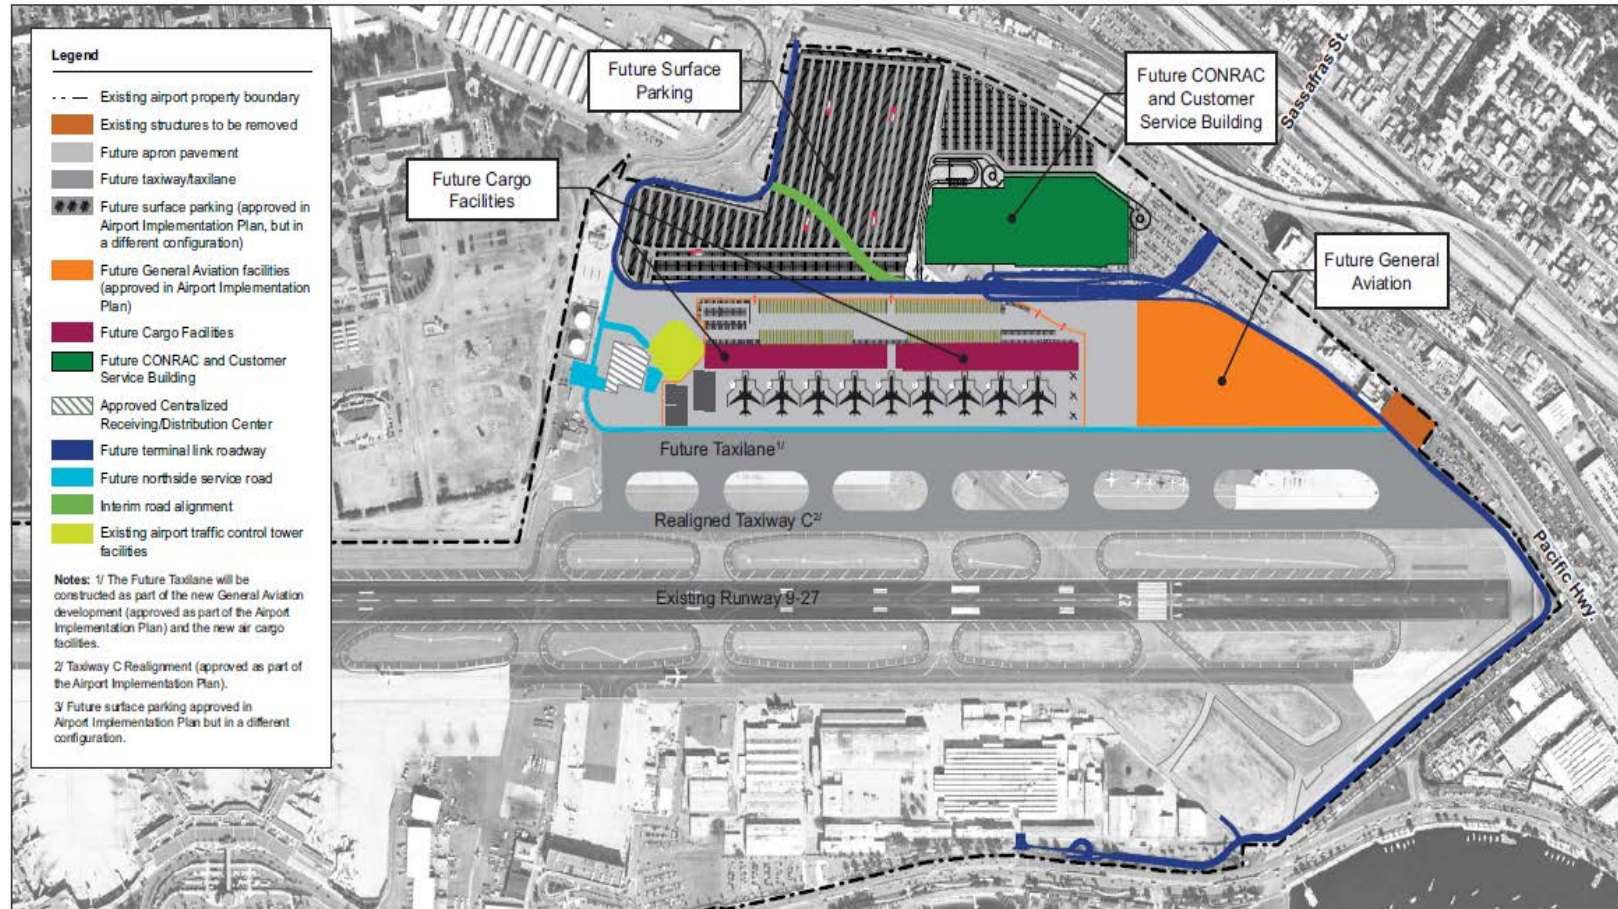 Legend
Existing airport property boundary
Existing structures to be removed
Future apron pavement
Future taxiway/taxilane
Future surface parking (approved in
Airport Implementation Plan, but in
a different configuration)
Future General Aviation facilities
(approved in Airport Implementation
Plan)
Future Cargo Facilities
Future CONRAC and Customer
Service Building
Approved Centralized
Receiving/Distribution Center
Future terminal link roadway
Future northside service road
Interim road alignment
Existing airport traffic control tower
facilities
Notes: 1/ The Future Taxilane will be
constructed as part of the new General Aviation
development (approved as part of the Airport
Implementation Plan) and the new air cargo
facilities.
2/ Taxiway C Realignment (approved as part of
the Airport Implementation Plan).
3/ Future surface parking approved in
Airport Implementation Plan but in a different
configuration.
Future Surface
Parking
Future CONRAC
and Customer
Service Building
Sassafras St.
Future Cargo
Facilities
Future General
Aviation
Future Taxilane1/
Realigned Taxiway C2/
Existing Runway 9-27
27
Pacific Hwy.